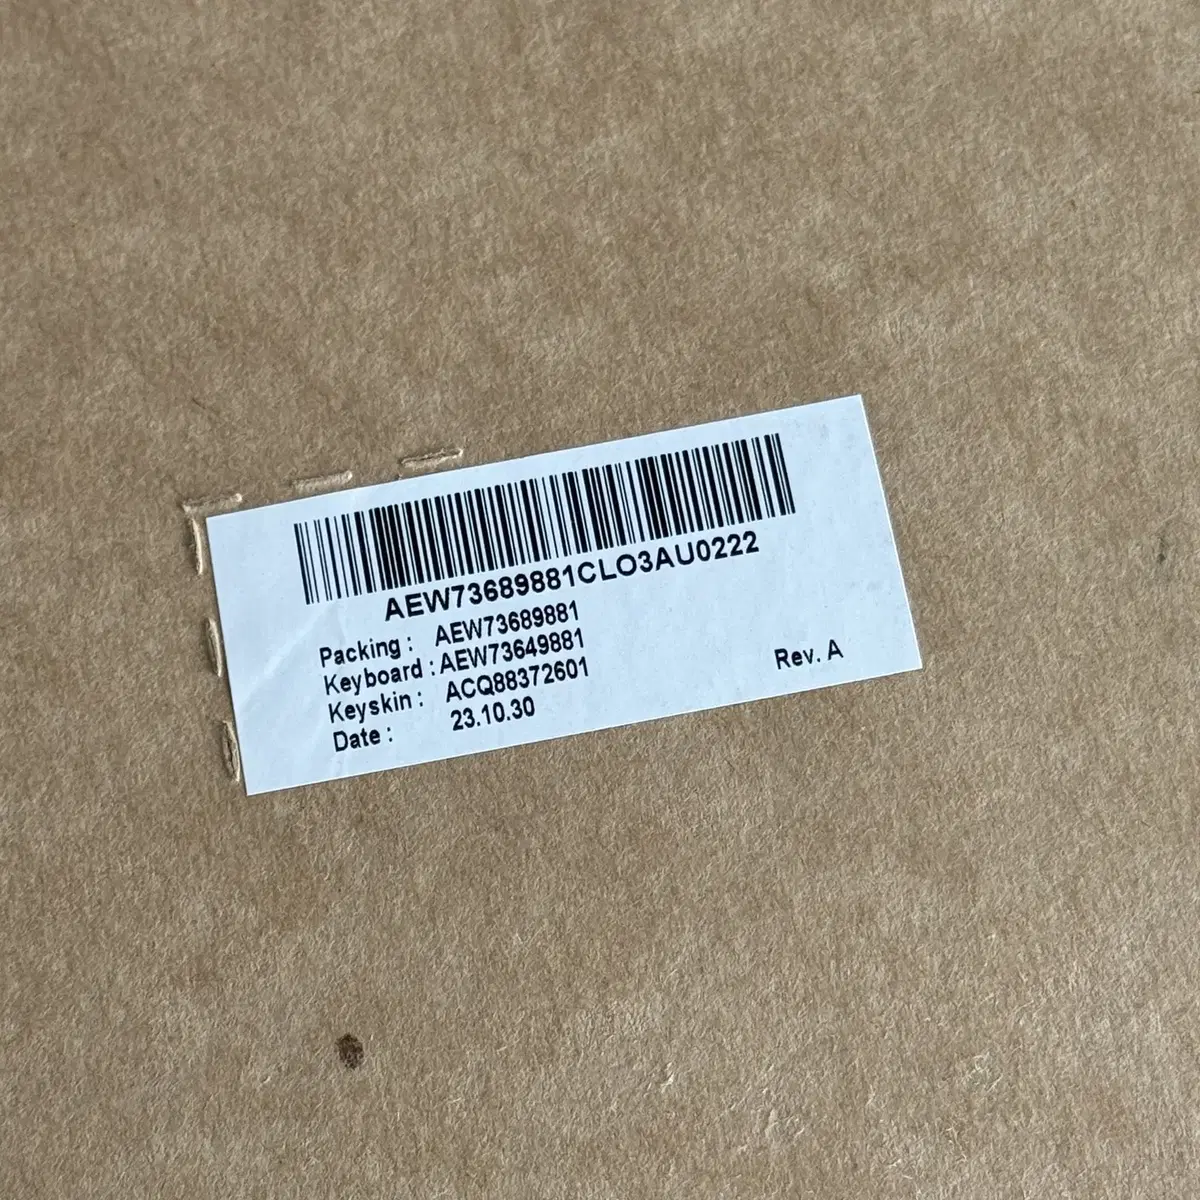 AEW73689881CLO3AU0222
Packing : AEW73689881
Keyboard : AEW73649881
Keyskin : ACQ88372601
Date : 23.10.30
Rev. A